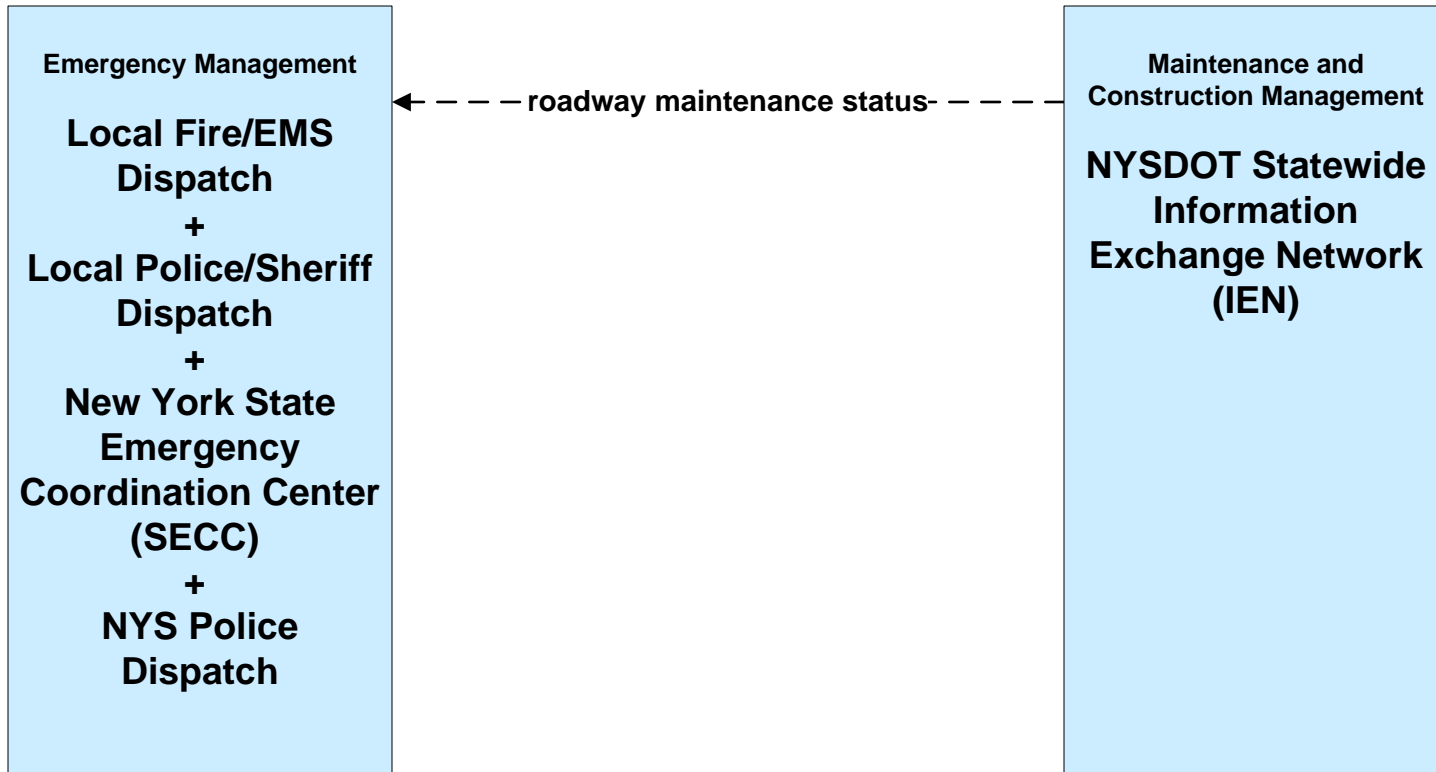 Emergency Management
Local Fire/EMS
Dispatch
+
Local Police/Sheriff
Dispatch
+
New York State
Emergency
Coordination Center
(SECC)
+
NYS Police
Dispatch
roadway maintenance status
Maintenance and
Construction Management
NYSDOT Statewide
Information
Exchange Network
(IEN)